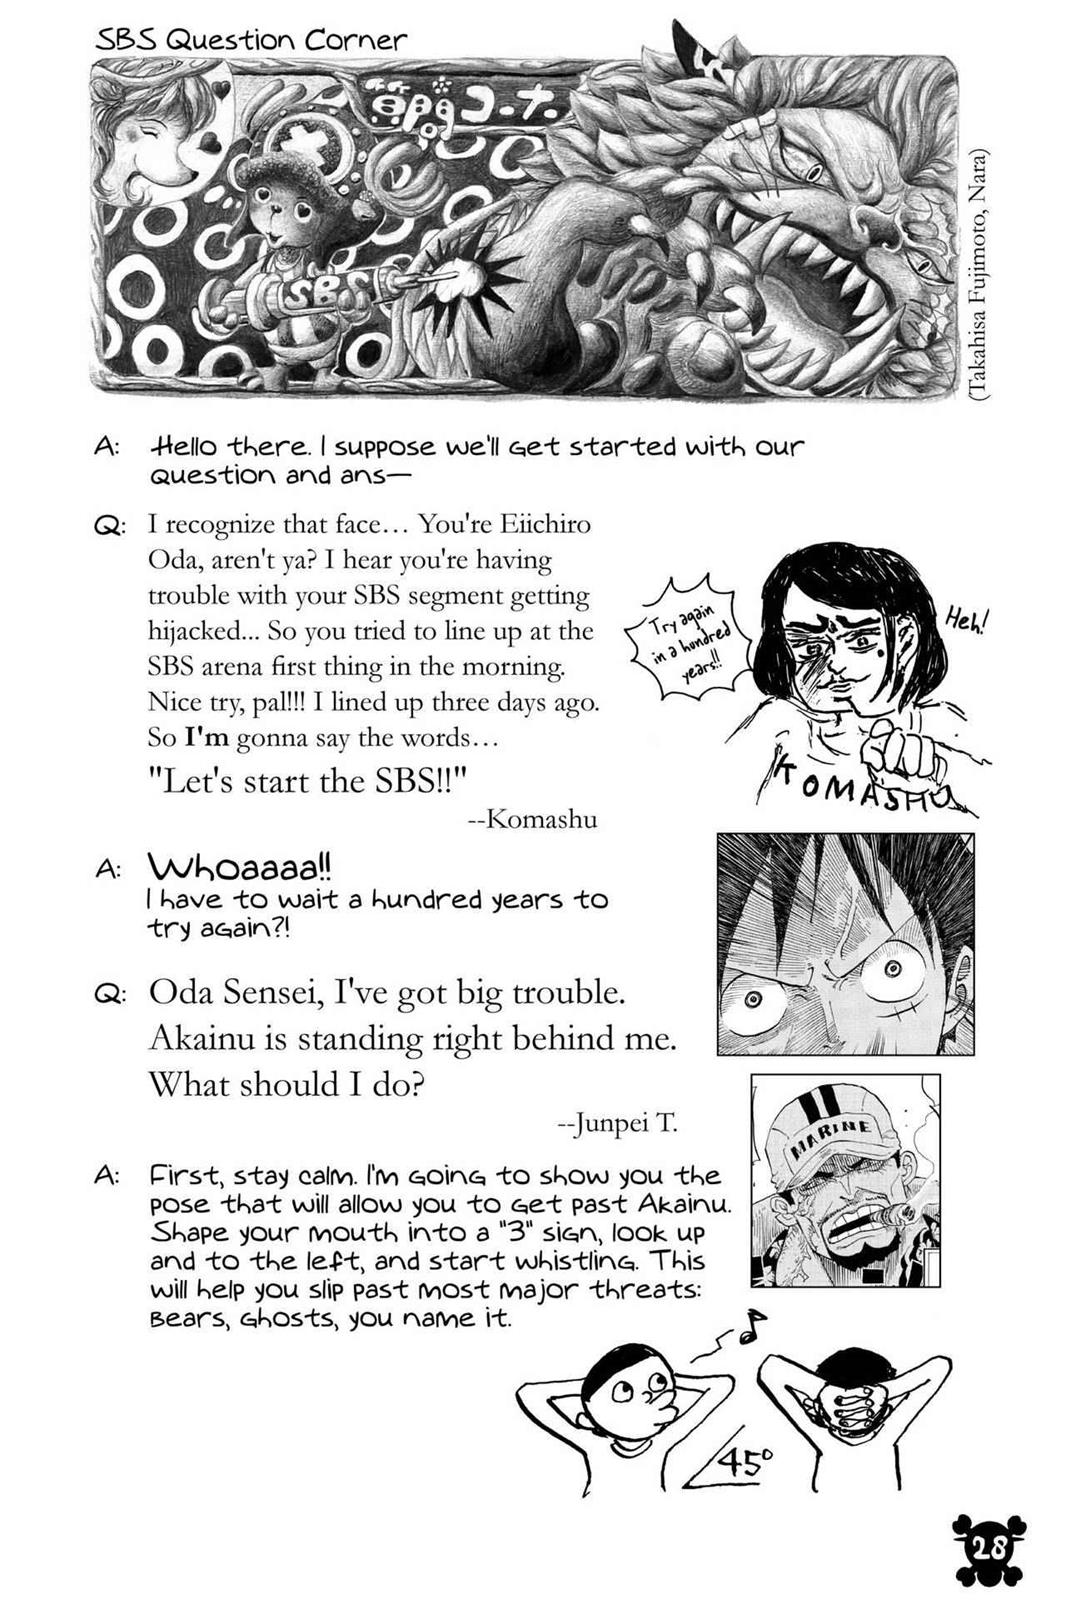 SBS Question Corner
SBS
(Takahisa Fujimoto, Nara)
A: Hello there. I suppose we'll get started with our
question and ans—
Q: I recognize that face… You're Eiichiro
Oda, aren't ya? I hear you're having
trouble with your SBS segment getting
hijacked... So you tried to line up at the
SBS arena first thing in the morning.
Nice try, pal!!! I lined up three days ago.
So I'm gonna say the words…
"Let's start the SBS!!"
--Komashu
Try again
in a hundred
years!!
Heh!
KOMASHU
A: Whoaaaa!!
I have to wait a hundred years to
try again?!
Q: Oda Sensei, I've got big trouble.
Akainu is standing right behind me.
What should I do?
--Junpei T.
MARINE
A: First, stay calm. I'm going to show you the
pose that will allow you to get past Akainu.
Shape your mouth into a "3" sign, look up
and to the left, and start whistling. This
will help you slip past most major threats:
Bears, ghosts, you name it.
45°
28